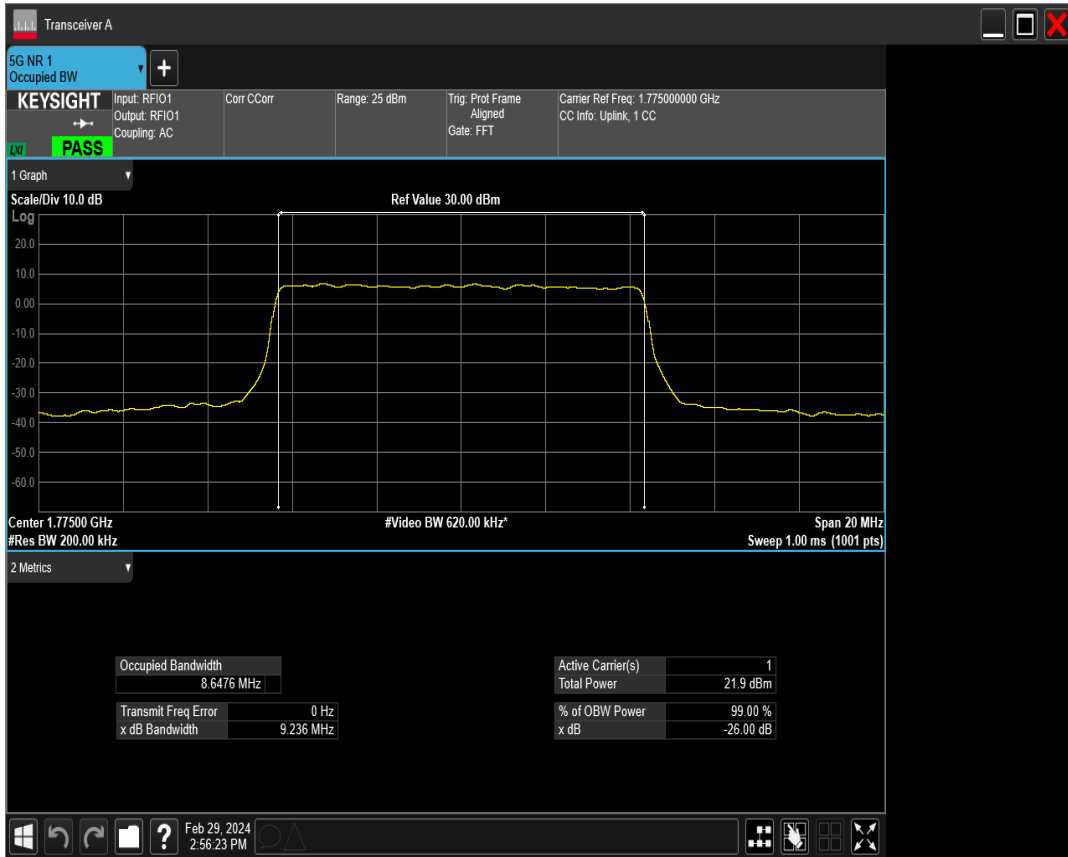 Transceiver A
5G NR 1
Occupied BW
KEYSIGHT
LXI
PASS
Input: RFIO1
Output: RFIO1
Coupling: AC
Corr CCorr
Range: 25 dBm
Trig: Prot Frame
Aligned
Gate: FFT
Carrier Ref Freq: 1.775000000 GHz
CC Info: Uplink, 1 CC
1 Graph
Scale/Div 10.0 dB
Ref Value 30.00 dBm
Log
20.0
10.0
0.00
-10.0
-20.0
-30.0
-40.0
-50.0
-60.0
Center 1.77500 GHz
#Video BW 620.00 kHz*
Span 20 MHz
#Res BW 200.00 kHz
Sweep 1.00 ms (1001 pts)
2 Metrics
Occupied Bandwidth
8.6476 MHz
Active Carrier(s) 1
Total Power 21.9 dBm
Transmit Freq Error 0 Hz
x dB Bandwidth 9.236 MHz
% of OBW Power 99.00 %
x dB -26.00 dB
Feb 29, 2024
2:56:23 PM